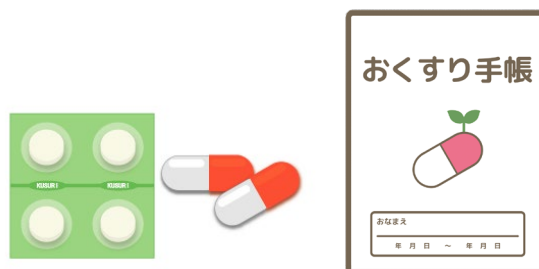 KUSURI KUSURI
おくすり手帳
おなまえ
年 月 日 ～ 年 月 日